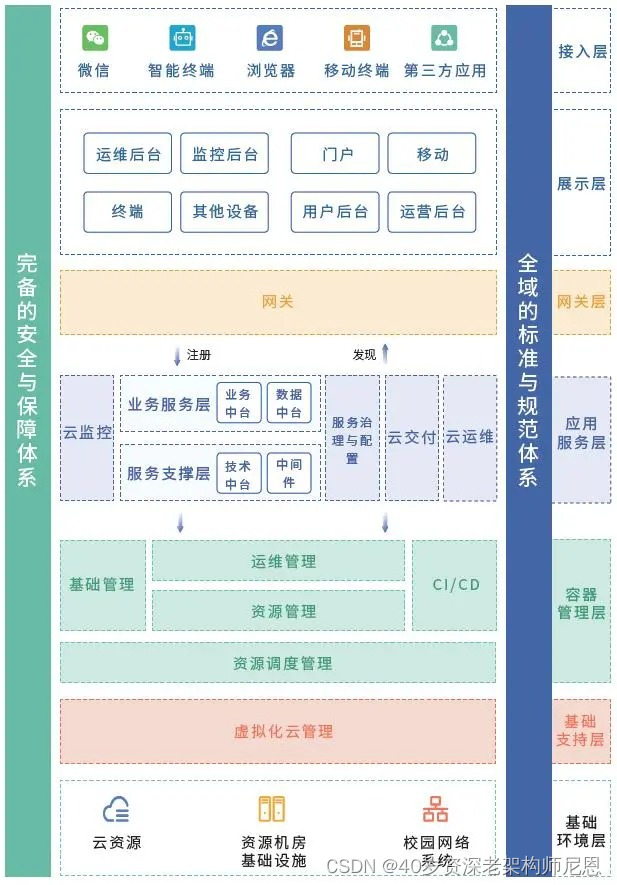 微信
智能终端
浏览器
移动终端
第三方应用
接入层
运维后台
监控后台
门户
移动
终端
其他设备
用户后台
运营后台
展示层
网关
网关层
注册
发现
云监控
业务服务层
业务
中台
数据
中台
服务支撑层
技术
中台
中间
件
服务治
理与配
置
云交付
云运维
应用
服务层
基础管理
运维管理
资源管理
CI/CD
资源调度管理
容器
管理层
虚拟化云管理
基础
支持层
云资源
资源机房
基础设施
校园网络
系统
基础
环境层
完备的安全与保障体系
全域的标准与规范体系
CSDN @40岁资深老架构师尼恩